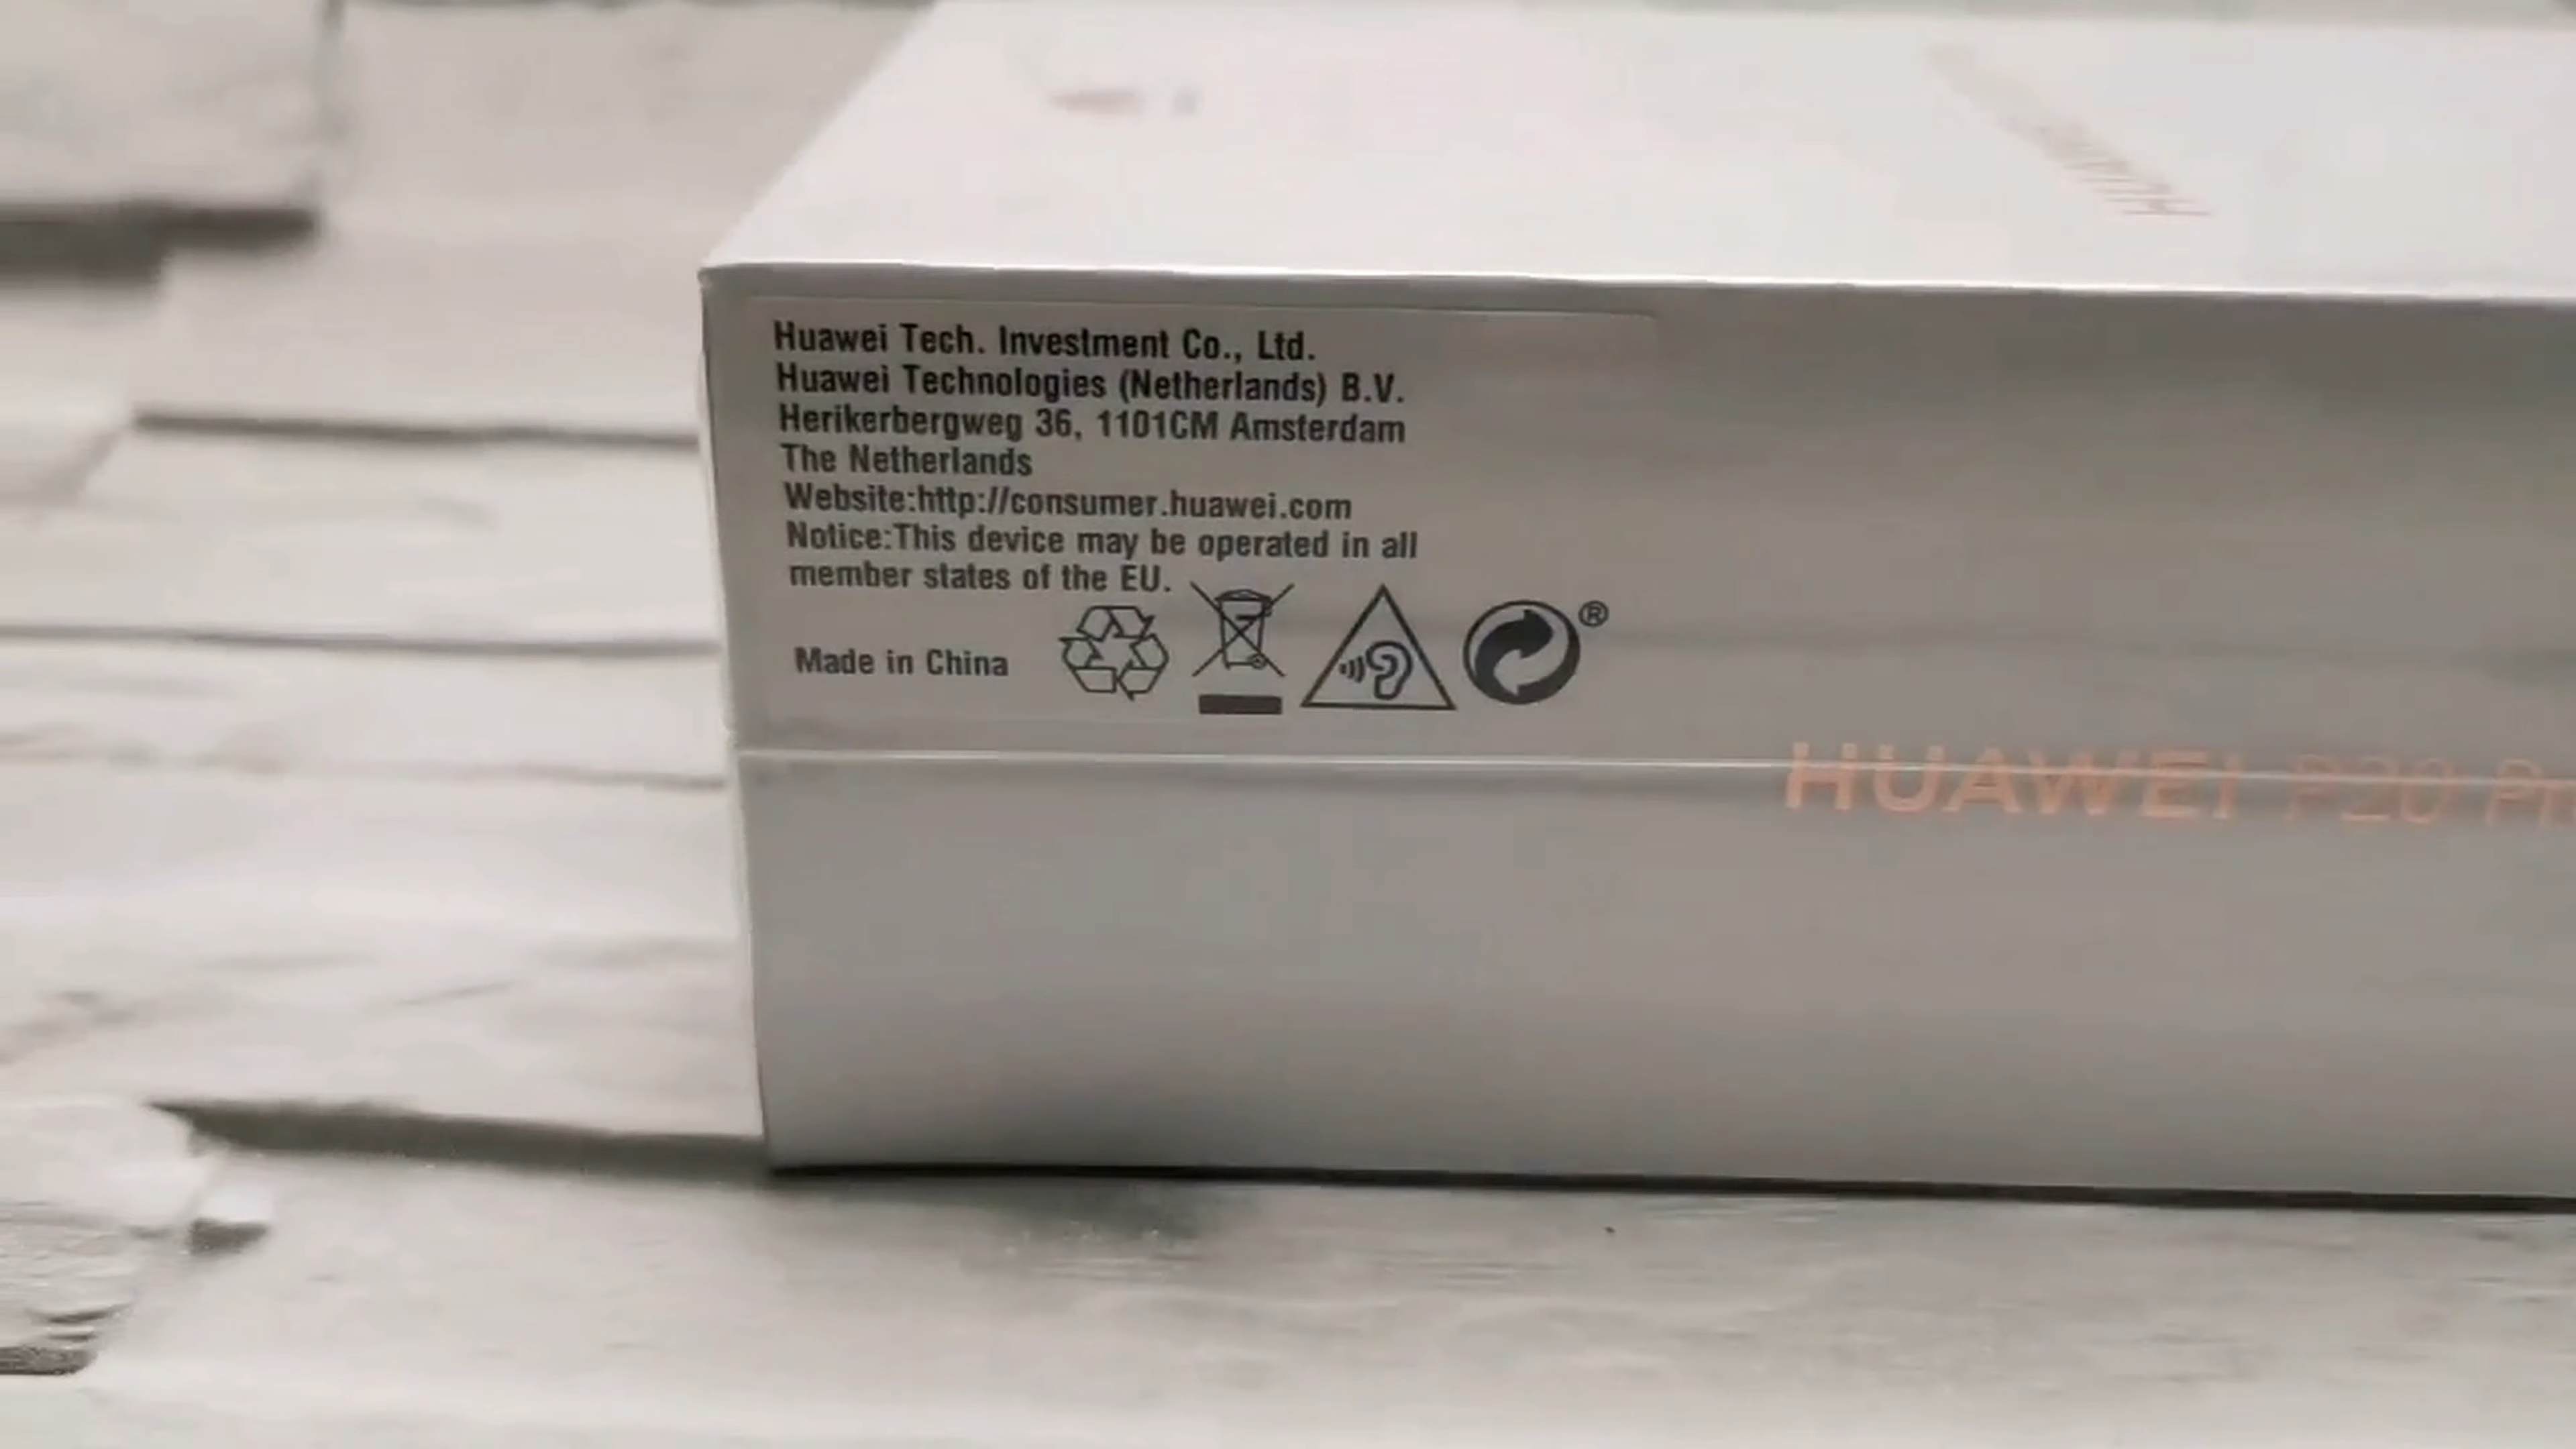 Huawei Tech. Investment Co., Ltd.
Huawei Technologies (Netherlands) B.V.
Herikerbergweg 36, 1101CM Amsterdam
The Netherlands
Website:http://consumer.huawei.com
Notice:This device may be operated in all
member states of the EU.
Made in China
®
HUAWEI P20